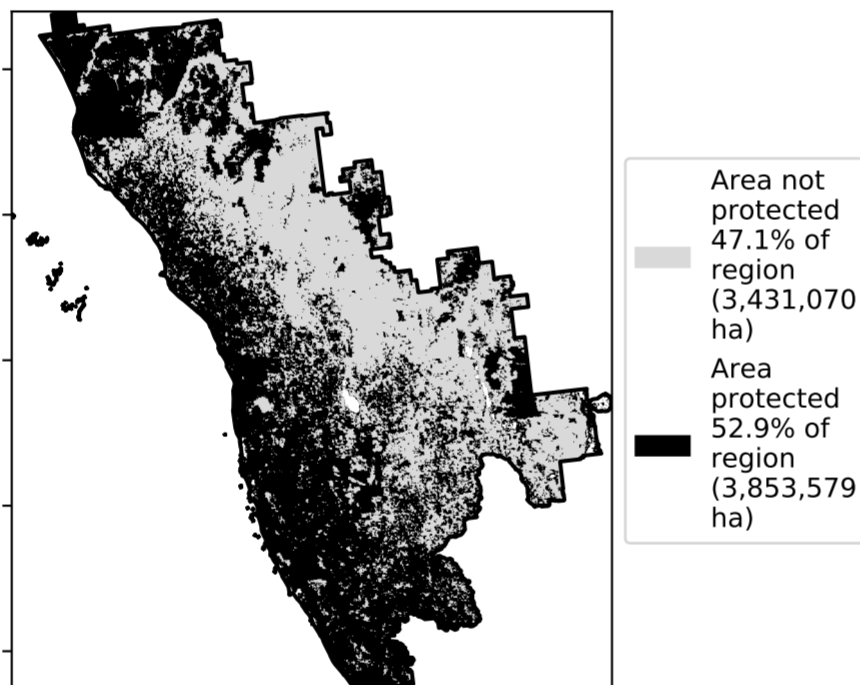 Area not
protected
47.1% of
region
(3,431,070
ha)
Area
protected
52.9% of
region
(3,853,579
ha)